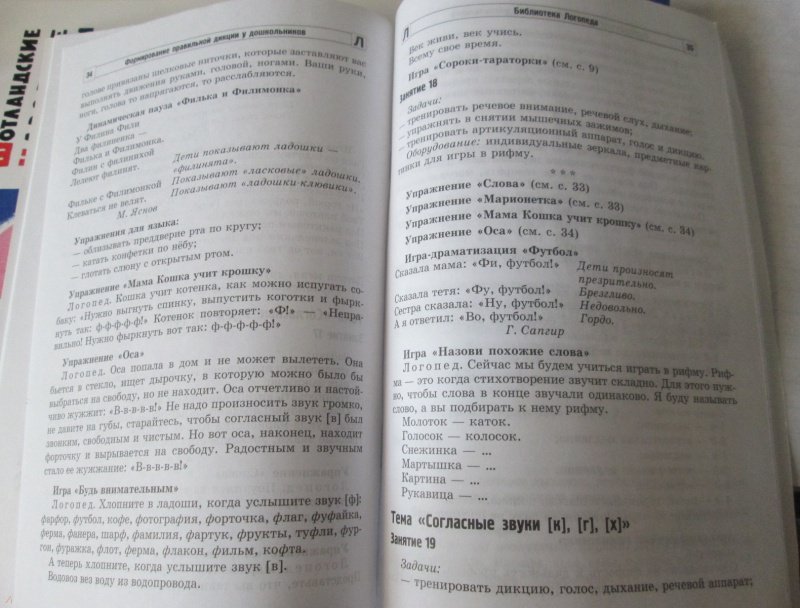 ОТЛАНДСКИЕ
34
Формирование правильной дикции у дошкольников
Л
голове привязаны шелковые ниточки, которые заставляют вас
выполнять движения руками, головой, ногами. Ваши руки,
ноги, голова то напрягаются, то расслабляются.
Динамическая пауза «Филька и Филимонка»
У Филина Фили
Два филиненка —
Филька и Филимонка.
Филин с филинихой
Лелеют филинят.
Дети показывают ладошки —
«филинята».
Показывают «ласковые» ладошки.
Фильке с Филимонкой
Показывают «ладошки-клювики».
Клеваться не велят.
М. Яснов
Упражнения для языка:
— облизывать преддверие рта по кругу;
— катать конфетки по нёбу;
— глотать слюну с открытым ртом.
Упражнение «Мама Кошка учит крошку»
Логопед. Кошка учит котенка, как можно испугать со-
баку: «Нужно выгнуть спинку, выпустить коготки и фырк-
нуть так: ф-ф-ф-ф-ф!» Котенок повторяет: «Ф!» — «Непра-
вильно! Нужно фыркнуть вот так: ф-ф-ф-ф-ф!»
Упражнение «Оса»
Логопед. Оса попала в дом и не может вылететь. Она
бьется в стекло, ищет дырочку, в которую можно было бы
выбраться на свободу, но не находит. Оса отчетливо и настой-
чиво жужжит: «В-в-в-в-в!» Не надо произносить звук громко,
не давите на губы, старайтесь, чтобы согласный звук [в] был
звонким, свободным и чистым. Но вот оса, наконец, находит
форточку и вырывается на свободу. Радостным и звучным
стало ее жужжание: «В-в-в-в-в!»
Игра «Будь внимательным»
Логопед. Хлопните в ладоши, когда услышите звук [ф]:
фарфор, футбол, кофе, фотография, форточка, флаг, фуфайка,
ферма, фанера, шарф, фамилия, фартук, фрукты, туфли, фур-
гон, фуражка, флот, ферма, флакон, фильм, кофта.
А теперь хлопните, когда услышите звук [в].
Водовоз вез воду из водопровода.
Л
Библиотека Логопеда
35
Век живи, век учись.
Всему свое время.
Игра «Сороки-тараторки» (см. с. 9)
Занятие 18
Задачи:
— тренировать речевое внимание, речевой слух, дыхание;
— упражнять в снятии мышечных зажимов;
— тренировать артикуляционный аппарат, голос и дикцию.
Оборудование: индивидуальные зеркала, предметные кар-
тинки для игры в рифму.
* * *
Упражнение «Слова» (см. с. 33)
Упражнение «Марионетка» (см. с. 33)
Упражнение «Мама Кошка учит крошку» (см. с. 34)
Упражнение «Оса» (см. с. 34)
Игра-драматизация «Футбол»
Сказала мама: «Фи, футбол!»
Дети произносят
презрительно.
Сказала тетя: «Фу, футбол!»
Брезгливо.
Сестра сказала: «Ну, футбол!»
Недовольно.
А я ответил: «Во, футбол!»
Гордо.
Г. Сапгир
Игра «Назови похожие слова»
Логопед. Сейчас мы будем учиться играть в рифму. Риф-
ма — это когда стихотворение звучит складно. Для этого нуж-
но, чтобы слова в конце звучали одинаково. Я буду называть
слово, а вы подбирать к нему рифму.
Молоток — каток.
Голосок — колосок.
Снежинка — ...
Мартышка — ...
Картина — ...
Рукавица — ...
Тема «Согласные звуки [к], [г], [х]»
Занятие 19
Задачи:
— тренировать дикцию, голос, дыхание, речевой аппарат;